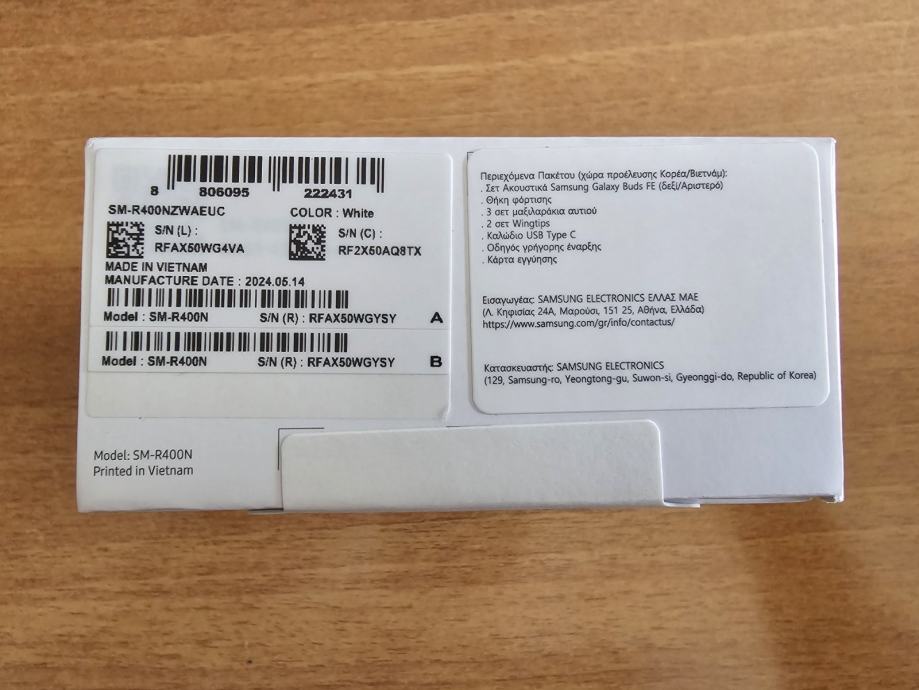 8 806095 222431
SM-R400NZWAEUC COLOR : White
S/N (L) : S/N (C) :
RFAX50WG4VA RF2X50AQ8TX
MADE IN VIETNAM
MANUFACTURE DATE : 2024.05.14
Model : SM-R400N S/N (R) : RFAX50WGYSY A
Model : SM-R400N S/N (R) : RFAX50WGYSY B
Model: SM-R400N
Printed in Vietnam
Περιεχόμενα Πακέτου (χώρα προέλευσης Κορέα/Βιετνάμ):
. Σετ Ακουστικά Samsung Galaxy Buds FE (δεξί/Αριστερό)
. Θήκη φόρτισης
. 3 σετ μαξιλαράκια αυτιού
. 2 σετ Wingtips
. Καλώδιο USB Type C
. Οδηγός γρήγορης έναρξης
. Κάρτα εγγύησης
Εισαγωγέας: SAMSUNG ELECTRONICS ΕΛΛΑΣ ΜΑΕ
(Λ. Κηφισίας 24Α, Μαρούσι, 151 25, Αθήνα, Ελλάδα)
https://www.samsung.com/gr/info/contactus/
Κατασκευαστής: SAMSUNG ELECTRONICS
(129, Samsung-ro, Yeongtong-gu, Suwon-si, Gyeonggi-do, Republic of Korea)